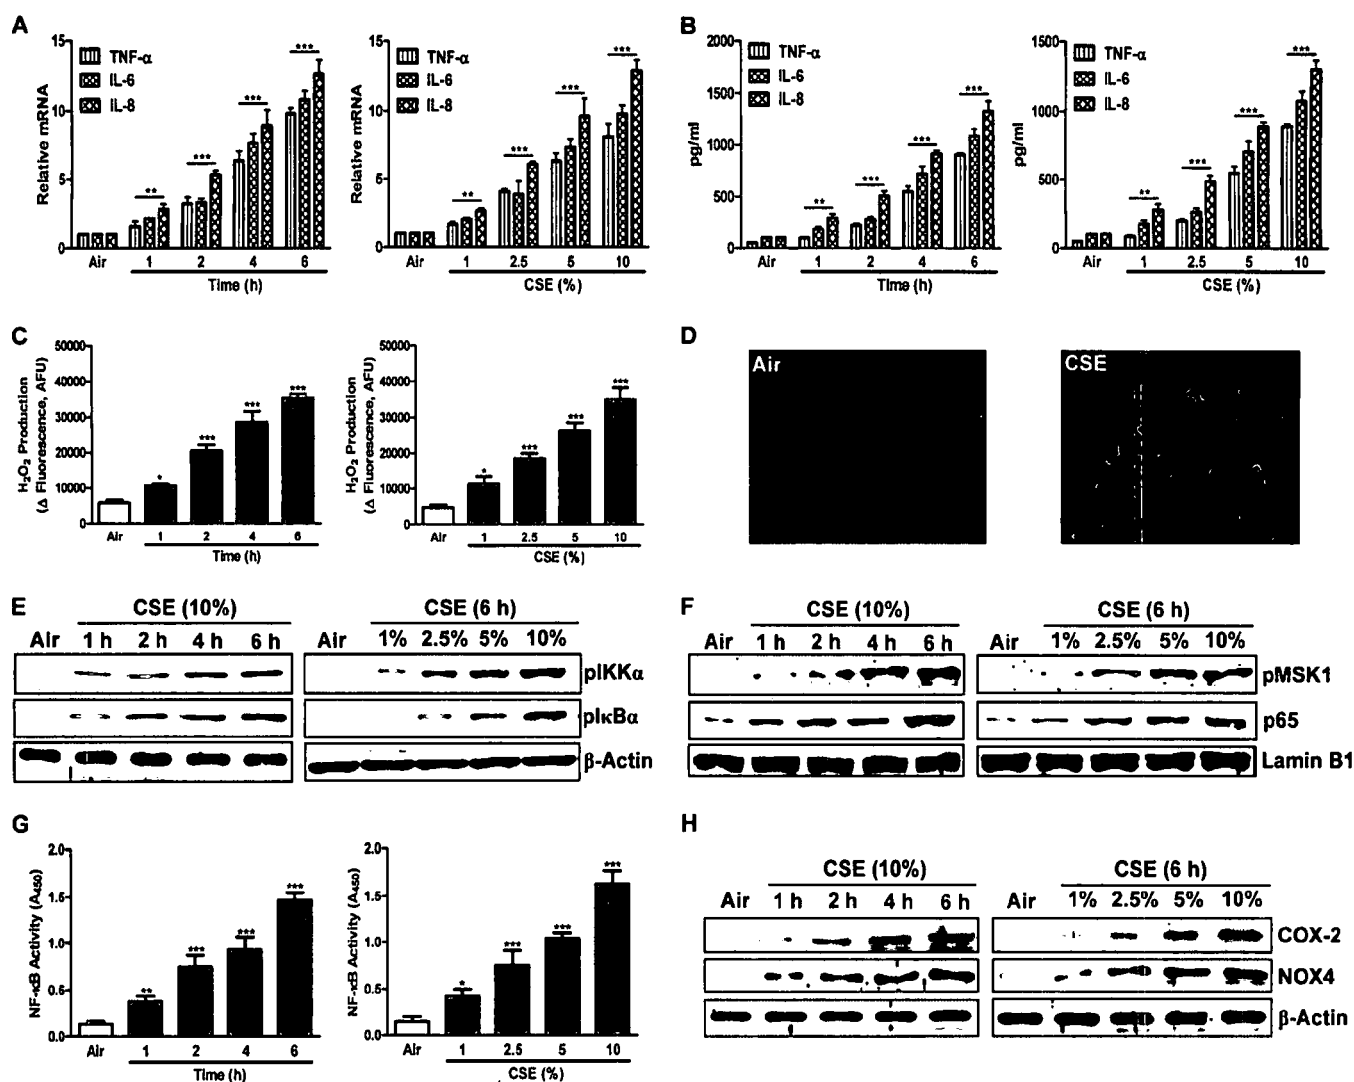 A
15
10
5
0
Relative mRNA
TNF-α
IL-6
IL-8
** *** *** ***
Air 1 2 4 6
Time (h)
15
10
5
0
Relative mRNA
TNF-α
IL-6
IL-8
** *** *** ***
Air 1 2.5 5 10
CSE (%)
B
2000
1500
1000
500
0
pg/ml
TNF-α
IL-6
IL-8
** *** *** ***
Air 1 2 4 6
Time (h)
1500
1000
500
0
pg/ml
TNF-α
IL-6
IL-8
** *** *** ***
Air 1 2.5 5 10
CSE (%)
C
50000
40000
30000
20000
10000
0
H₂O₂ Production
(Δ Fluorescence, AFU)
* *** *** ***
Air 1 2 4 6
Time (h)
50000
40000
30000
20000
10000
0
H₂O₂ Production
(Δ Fluorescence, AFU)
* *** *** ***
Air 1 2.5 5 10
CSE (%)
D
Air
CSE
E
CSE (10%)
Air 1 h 2 h 4 h 6 h
CSE (6 h)
Air 1% 2.5% 5% 10%
pIKKα
pIκBα
β-Actin
F
CSE (10%)
Air 1 h 2 h 4 h 6 h
CSE (6 h)
Air 1% 2.5% 5% 10%
pMSK1
p65
Lamin B1
G
2.0
1.5
1.0
0.5
0.0
NF-κB Activity (A₄₅₀)
** *** *** ***
Air 1 2 4 6
Time (h)
2.0
1.5
1.0
0.5
0.0
NF-κB Activity (A₄₅₀)
* *** *** ***
Air 1 2.5 5 10
CSE (%)
H
CSE (10%)
Air 1 h 2 h 4 h 6 h
CSE (6 h)
Air 1% 2.5% 5% 10%
COX-2
NOX4
β-Actin